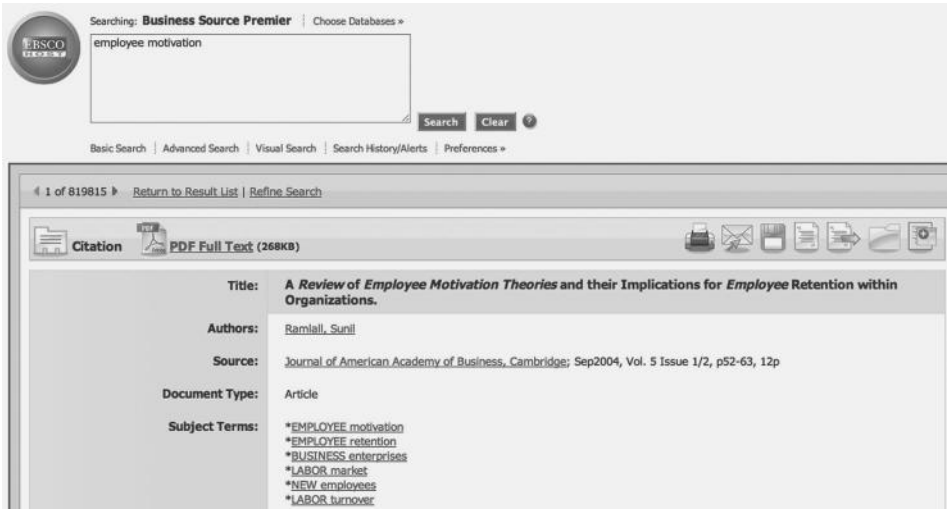 Searching: Business Source Premier | Choose Databases »
EBSCO
HOST
employee motivation
Search Clear ?
Basic Search | Advanced Search | Visual Search | Search History/Alerts | Preferences »
1 of 819815 Return to Result List | Refine Search
Citation PDF PDF Full Text (268KB)
Title: A Review of Employee Motivation Theories and their Implications for Employee Retention within
Organizations.
Authors: Ramlall, Sunil
Source: Journal of American Academy of Business, Cambridge; Sep2004, Vol. 5 Issue 1/2, p52-63, 12p
Document Type: Article
Subject Terms: *EMPLOYEE motivation
*EMPLOYEE retention
*BUSINESS enterprises
*LABOR market
*NEW employees
*LABOR turnover